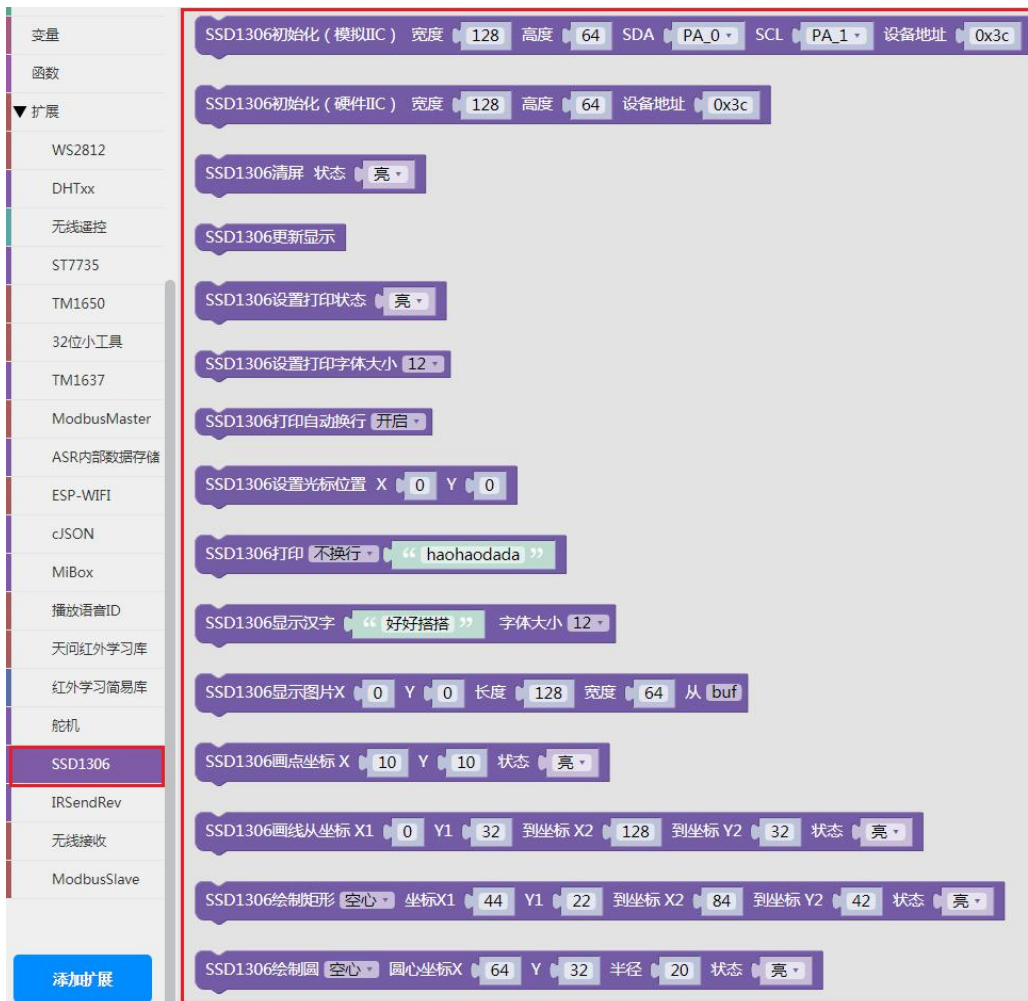 变量
函数
▼ 扩展
WS2812
DHTxx
无线遥控
ST7735
TM1650
32位小工具
TM1637
ModbusMaster
ASR内部数据存储
ESP-WIFI
cJSON
MiBox
播放语音ID
天问红外学习库
红外学习简易库
舵机
SSD1306
IRSendRev
无线接收
ModbusSlave
添加扩展
SSD1306初始化（模拟IIC） 宽度 128 高度 64 SDA PA_0 SCL PA_1 设备地址 0x3c
SSD1306初始化（硬件IIC） 宽度 128 高度 64 设备地址 0x3c
SSD1306清屏 状态 亮
SSD1306更新显示
SSD1306设置打印状态 亮
SSD1306设置打印字体大小 12
SSD1306打印自动换行 开启
SSD1306设置光标位置 X 0 Y 0
SSD1306打印 不换行 “ haohaodada ”
SSD1306显示汉字 “ 好好搭搭 ” 字体大小 12
SSD1306显示图片X 0 Y 0 长度 128 宽度 64 从 buf
SSD1306画点坐标 X 10 Y 10 状态 亮
SSD1306画线从坐标 X1 0 Y1 32 到坐标 X2 128 到坐标 Y2 32 状态 亮
SSD1306绘制矩形 空心 坐标X1 44 Y1 22 到坐标 X2 84 到坐标 Y2 42 状态 亮
SSD1306绘制圆 空心 圆心坐标X 64 Y 32 半径 20 状态 亮